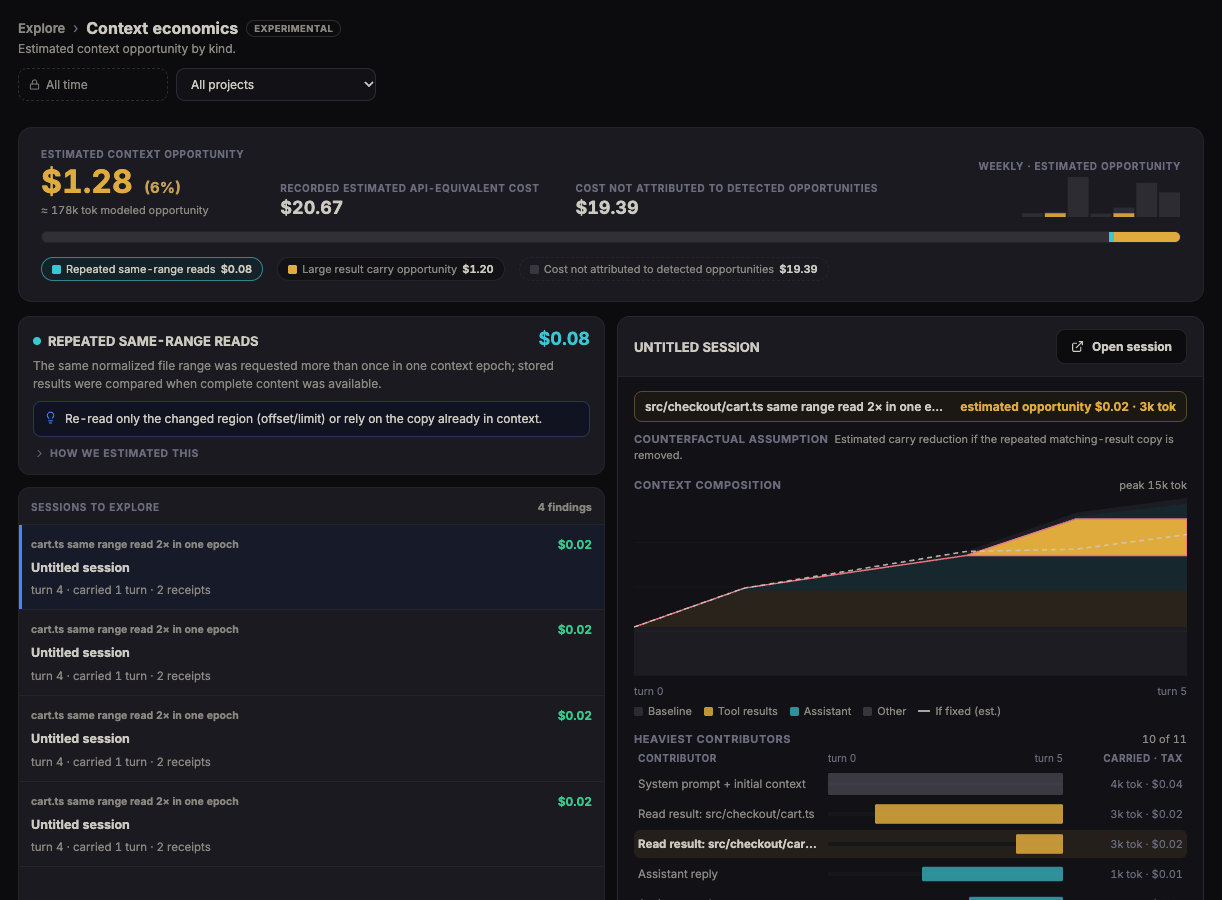 Explore › Context economics EXPERIMENTAL
Estimated context opportunity by kind.
All time
All projects
ESTIMATED CONTEXT OPPORTUNITY
$1.28 (6%)
≈ 178k tok modeled opportunity
RECORDED ESTIMATED API-EQUIVALENT COST
$20.67
COST NOT ATTRIBUTED TO DETECTED OPPORTUNITIES
$19.39
WEEKLY · ESTIMATED OPPORTUNITY
Repeated same-range reads $0.08
Large result carry opportunity $1.20
Cost not attributed to detected opportunities $19.39
REPEATED SAME-RANGE READS $0.08
The same normalized file range was requested more than once in one context epoch; stored
results were compared when complete content was available.
Re-read only the changed region (offset/limit) or rely on the copy already in context.
HOW WE ESTIMATED THIS
SESSIONS TO EXPLORE 4 findings
cart.ts same range read 2× in one epoch $0.02
Untitled session
turn 4 · carried 1 turn · 2 receipts
cart.ts same range read 2× in one epoch $0.02
Untitled session
turn 4 · carried 1 turn · 2 receipts
cart.ts same range read 2× in one epoch $0.02
Untitled session
turn 4 · carried 1 turn · 2 receipts
cart.ts same range read 2× in one epoch $0.02
Untitled session
turn 4 · carried 1 turn · 2 receipts
UNTITLED SESSION
Open session
src/checkout/cart.ts same range read 2× in one e... estimated opportunity $0.02 · 3k tok
COUNTERFACTUAL ASSUMPTION Estimated carry reduction if the repeated matching-result copy is
removed.
CONTEXT COMPOSITION peak 15k tok
turn 0 turn 5
Baseline Tool results Assistant Other If fixed (est.)
HEAVIEST CONTRIBUTORS 10 of 11
CONTRIBUTOR turn 0 turn 5 CARRIED · TAX
System prompt + initial context 4k tok · $0.04
Read result: src/checkout/cart.ts 3k tok · $0.02
Read result: src/checkout/car... 3k tok · $0.02
Assistant reply 1k tok · $0.01